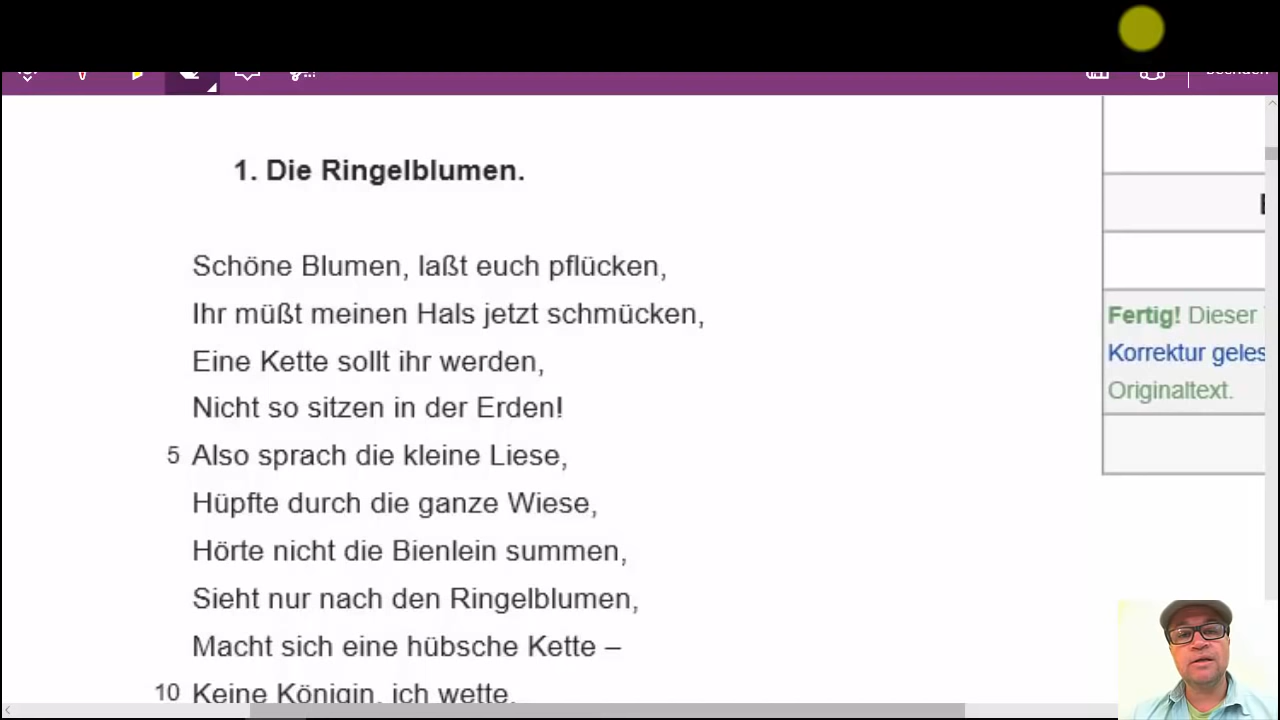 1. Die Ringelblumen.
Schöne Blumen, laßt euch pflücken,
Ihr müßt meinen Hals jetzt schmücken,
Eine Kette sollt ihr werden,
Nicht so sitzen in der Erden!
5 Also sprach die kleine Liese,
Hüpfte durch die ganze Wiese,
Hörte nicht die Bienlein summen,
Sieht nur nach den Ringelblumen,
Macht sich eine hübsche Kette –
10 Keine Königin, ich wette,
Fertig! Dieser
Korrektur geles
Originaltext.